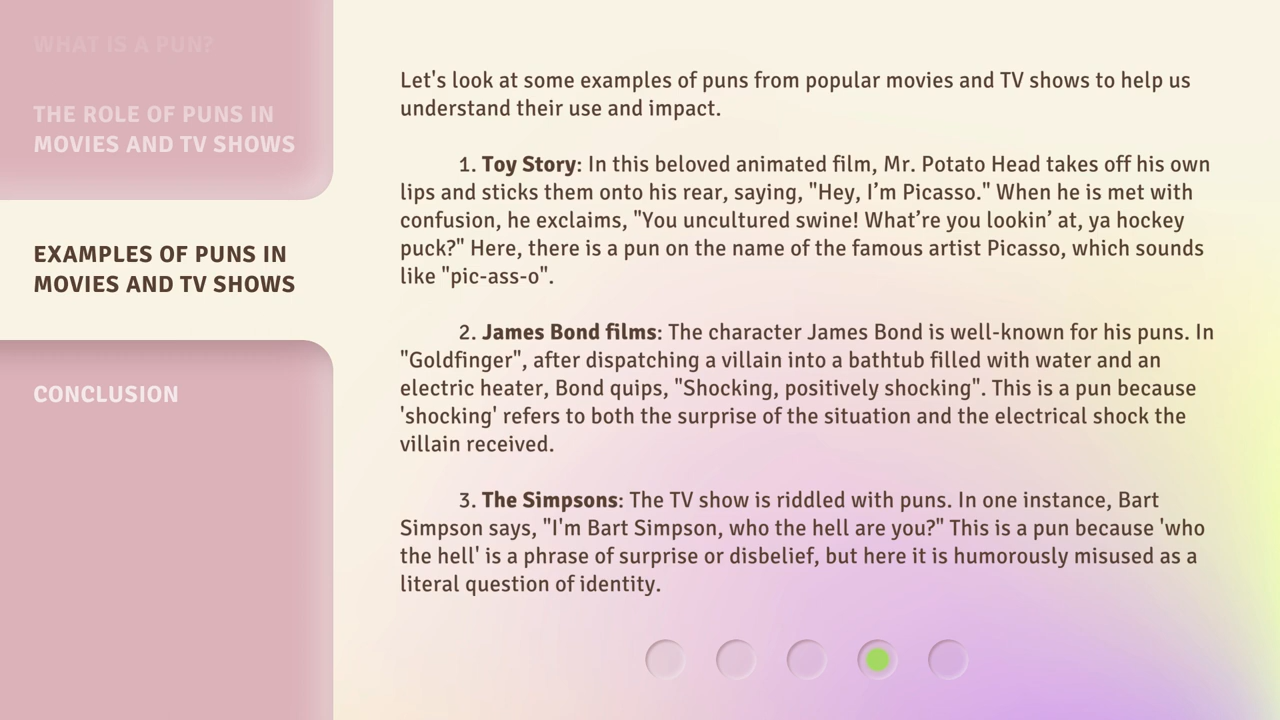 WHAT IS A PUN?
THE ROLE OF PUNS IN
MOVIES AND TV SHOWS
EXAMPLES OF PUNS IN
MOVIES AND TV SHOWS
CONCLUSION
Let's look at some examples of puns from popular movies and TV shows to help us
understand their use and impact.
1. Toy Story: In this beloved animated film, Mr. Potato Head takes off his own
lips and sticks them onto his rear, saying, "Hey, I’m Picasso." When he is met with
confusion, he exclaims, "You uncultured swine! What’re you lookin’ at, ya hockey
puck?" Here, there is a pun on the name of the famous artist Picasso, which sounds
like "pic-ass-o".
2. James Bond films: The character James Bond is well-known for his puns. In
"Goldfinger", after dispatching a villain into a bathtub filled with water and an
electric heater, Bond quips, "Shocking, positively shocking". This is a pun because
'shocking' refers to both the surprise of the situation and the electrical shock the
villain received.
3. The Simpsons: The TV show is riddled with puns. In one instance, Bart
Simpson says, "I'm Bart Simpson, who the hell are you?" This is a pun because 'who
the hell' is a phrase of surprise or disbelief, but here it is humorously misused as a
literal question of identity.